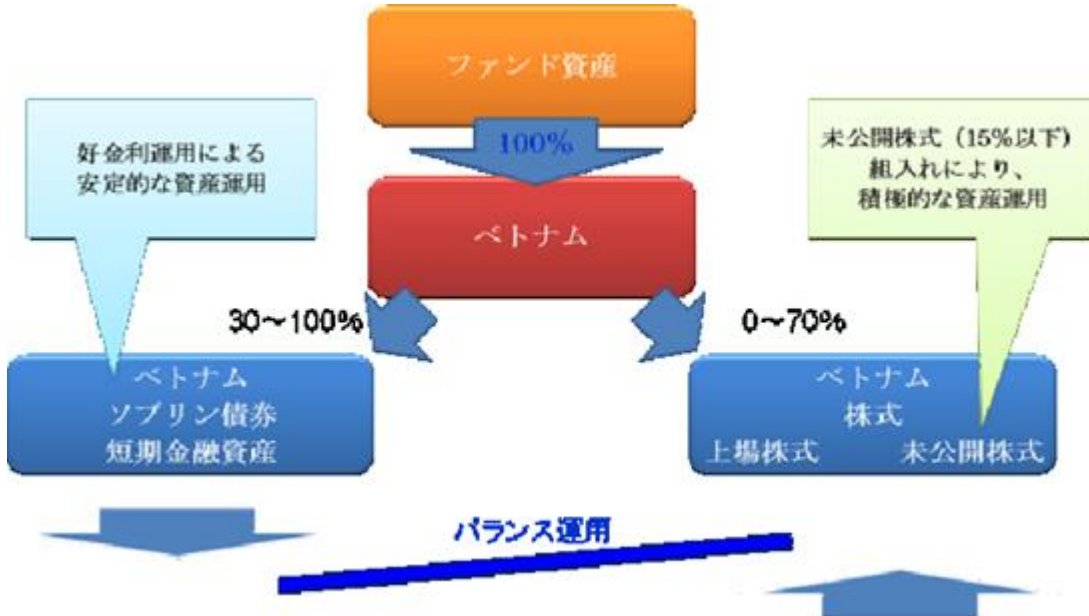 ファンド資産
100%
好金利運用による
安定的な資産運用
未公開株式（15%以下）
組入れにより、
積極的な資産運用
ベトナム
30～100%
0～70%
ベトナム
ソブリン債券
短期金融資産
ベトナム
株式
上場株式 未公開株式
バランス運用